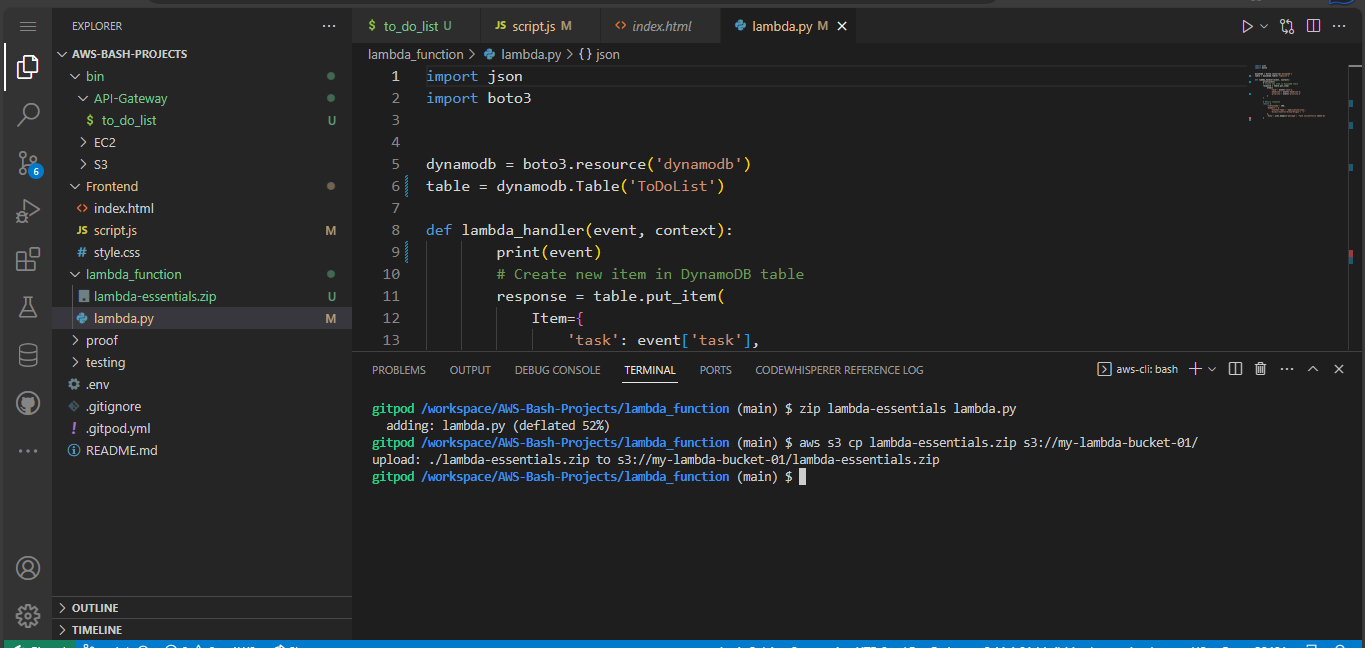 EXPLORER
AWS-BASH-PROJECTS
bin
API-Gateway
$ to_do_list U
EC2
S3
Frontend
<> index.html
JS script.js M
# style.css
lambda_function
lambda-essentials.zip U
lambda.py M
proof
testing
.env
.gitignore
! .gitpod.yml
README.md
OUTLINE
TIMELINE
6
$ to_do_list U JS script.js M <> index.html lambda.py M
lambda_function > lambda.py > {} json
1 import json
2 import boto3
3
4
5 dynamodb = boto3.resource('dynamodb')
6 table = dynamodb.Table('ToDoList')
7
8 def lambda_handler(event, context):
9 print(event)
10 # Create new item in DynamoDB table
11 response = table.put_item(
12 Item={
13 'task': event['task'],
PROBLEMS OUTPUT DEBUG CONSOLE TERMINAL PORTS CODEWHISPERER REFERENCE LOG aws-cli: bash
gitpod /workspace/AWS-Bash-Projects/lambda_function (main) $ zip lambda-essentials lambda.py
adding: lambda.py (deflated 52%)
gitpod /workspace/AWS-Bash-Projects/lambda_function (main) $ aws s3 cp lambda-essentials.zip s3://my-lambda-bucket-01/
upload: ./lambda-essentials.zip to s3://my-lambda-bucket-01/lambda-essentials.zip
gitpod /workspace/AWS-Bash-Projects/lambda_function (main) $